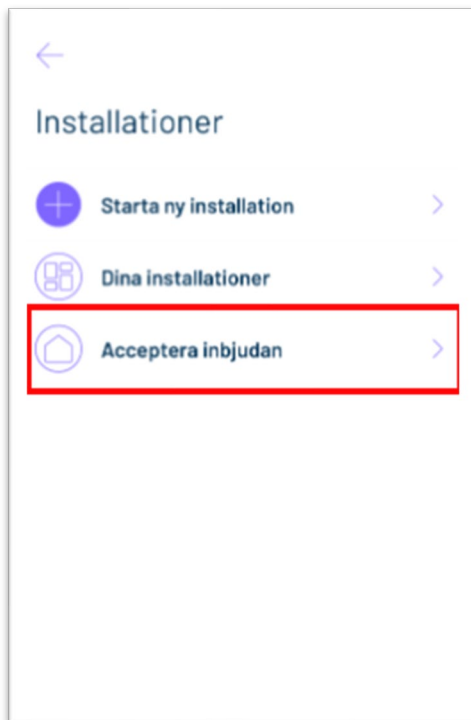 Installationer
Starta ny installation
Dina installationer
Acceptera inbjudan